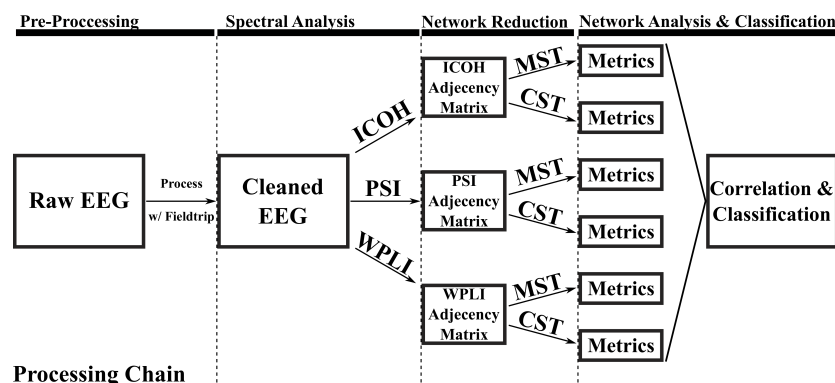 Pre-Proccessing
Spectral Analysis
Network Reduction
Network Analysis & Classification
Raw EEG
Process
w/ Fieldtrip
Cleaned
EEG
ICOH
PSI
WPLI
ICOH
Adjecency
Matrix
MST
CST
Metrics
Metrics
PSI
Adjecency
Matrix
MST
CST
Metrics
Metrics
WPLI
Adjecency
Matrix
MST
CST
Metrics
Metrics
Correlation &
Classification
Processing Chain